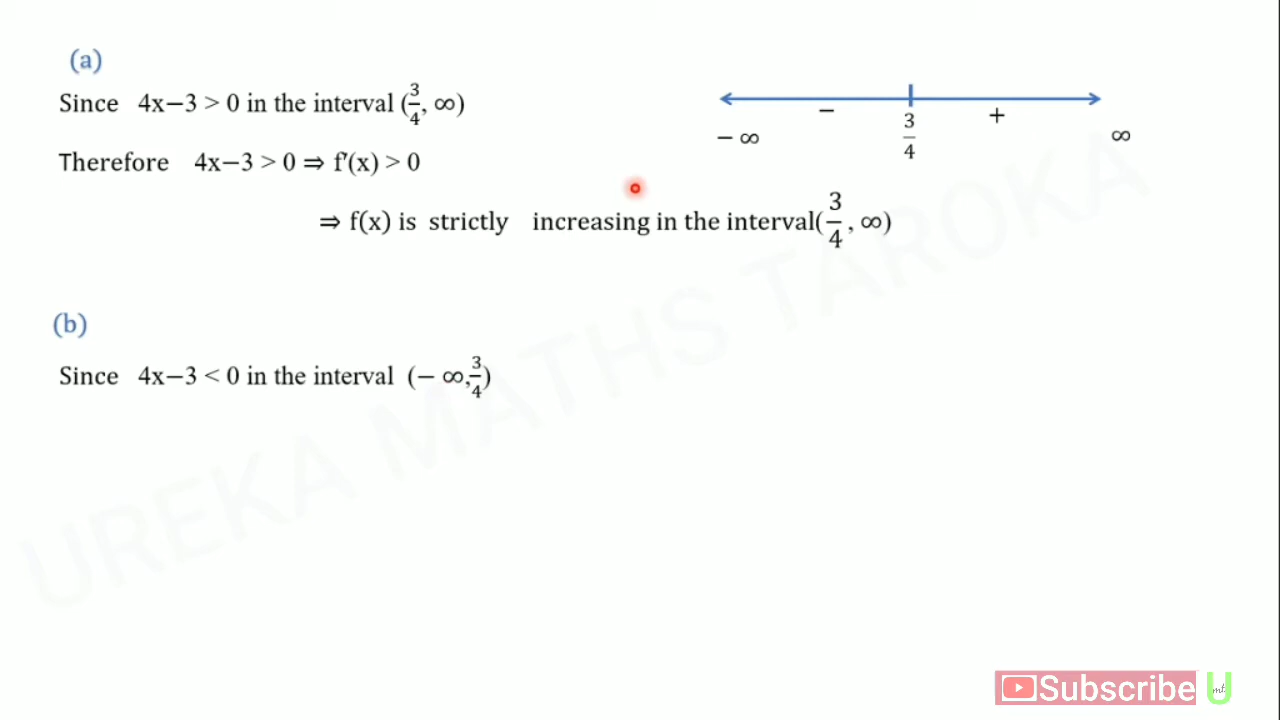 (a)
Since 4x−3 > 0 in the interval (3/4, ∞)
− +
− ∞ 3/4 ∞
Therefore 4x−3 > 0 ⇒ f'(x) > 0
⇒ f(x) is strictly increasing in the interval(3/4 , ∞)
(b)
Since 4x−3 < 0 in the interval (− ∞,3/4)
UREKA MATHS TAROKA
Subscribe U